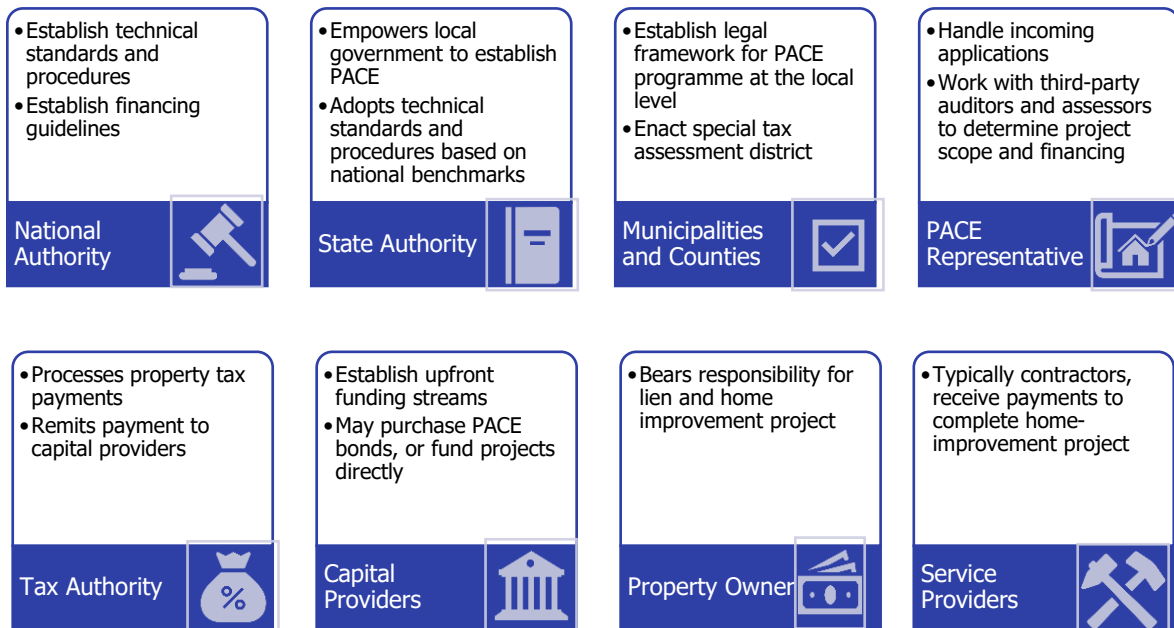 •Establish technical
standards and
procedures
•Establish financing
guidelines
National
Authority
•Empowers local
government to establish
PACE
•Adopts technical
standards and
procedures based on
national benchmarks
State Authority
•Establish legal
framework for PACE
programme at the local
level
•Enact special tax
assessment district
Municipalities
and Counties
•Handle incoming
applications
•Work with third-party
auditors and assessors
to determine project
scope and financing
PACE
Representative
•Processes property tax
payments
•Remits payment to
capital providers
Tax Authority
%
•Establish upfront
funding streams
•May purchase PACE
bonds, or fund projects
directly
Capital
Providers
•Bears responsibility for
lien and home
improvement project
Property Owner
•Typically contractors,
receive payments to
complete home-
improvement project
Service
Providers